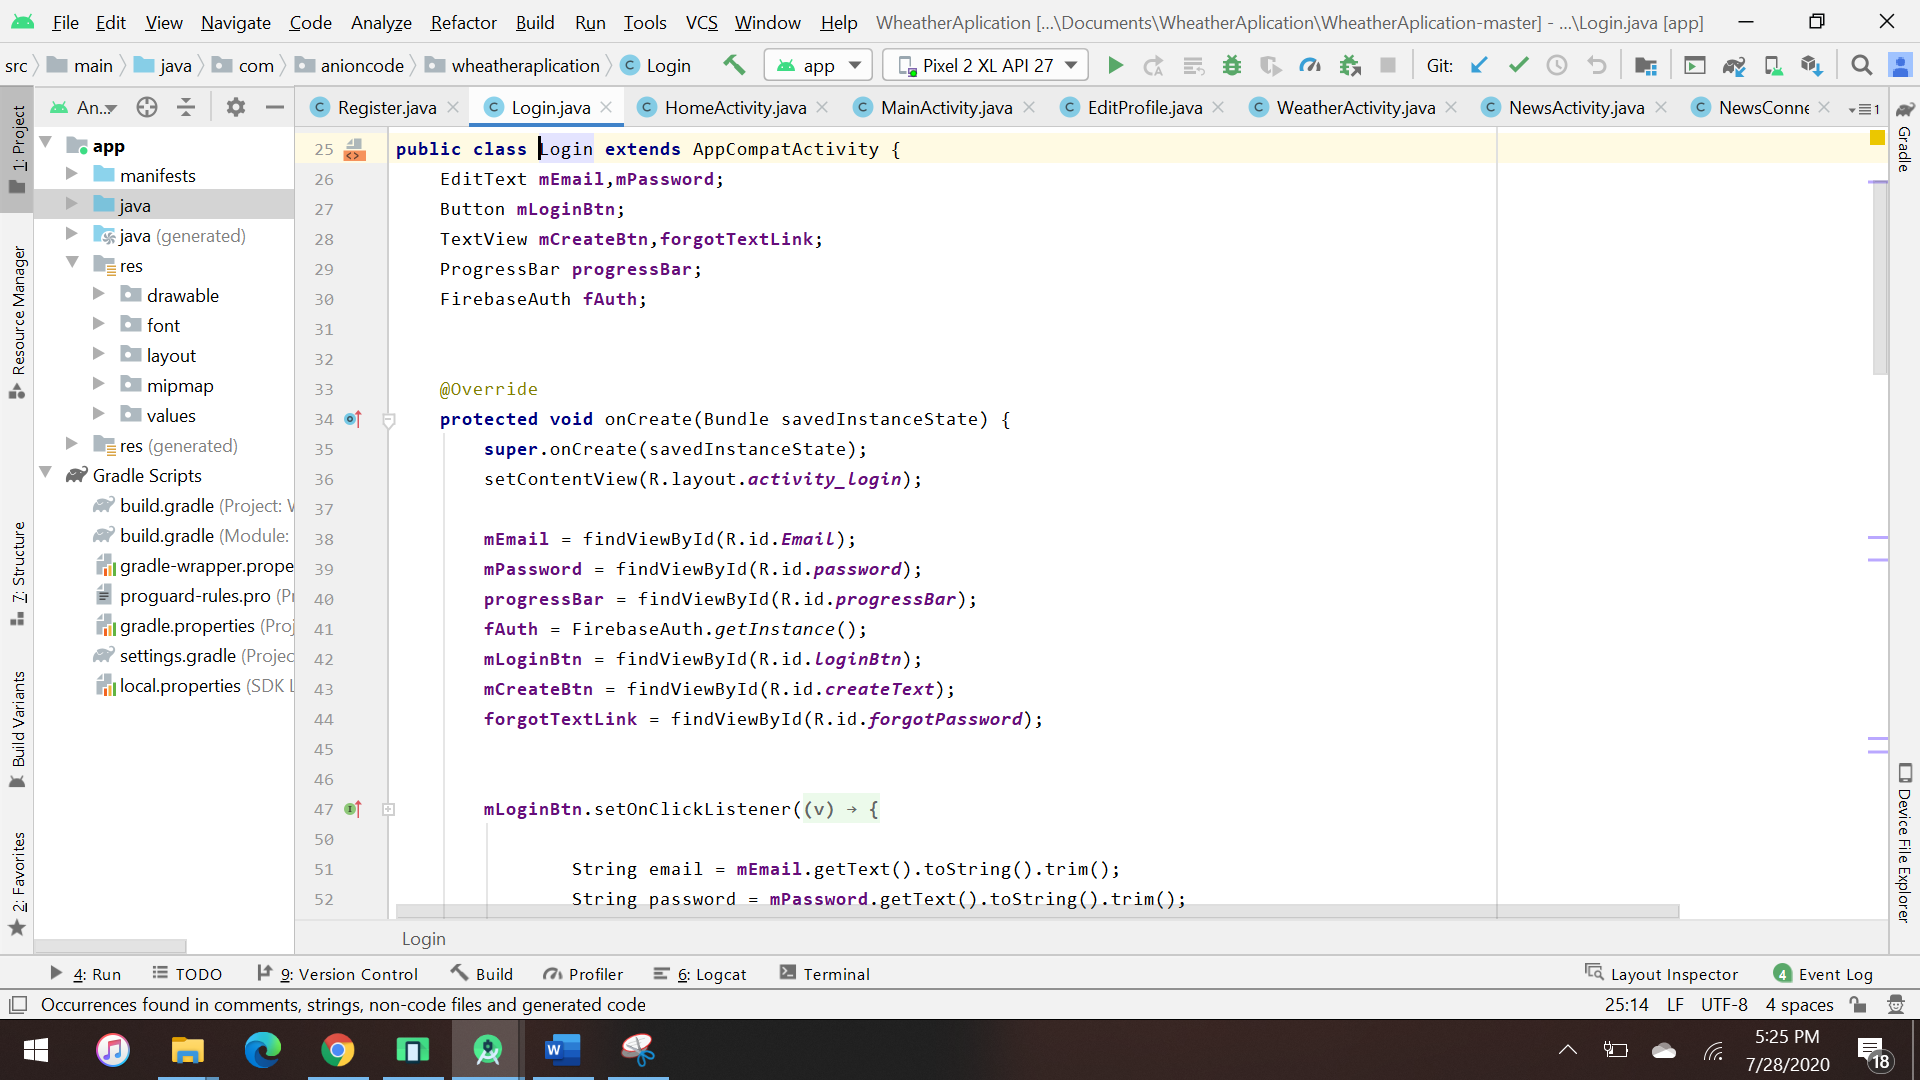 File Edit View Navigate Code Analyze Refactor Build Run Tools VCS Window Help WheatherAplication [...\Documents\WheatherAplication\WheatherAplication-master] - ...\Login.java [app]
src main java com anioncode wheatheraplication Login app Pixel 2 XL API 27 Git:
An... Register.java Login.java HomeActivity.java MainActivity.java EditProfile.java WeatherActivity.java NewsActivity.java NewsConne 1
1: Project
Resource Manager
7: Structure
Build Variants
2: Favorites
app
manifests
java
java (generated)
res
drawable
font
layout
mipmap
values
res (generated)
Gradle Scripts
build.gradle (Project: W
build.gradle (Module:
gradle-wrapper.prope
proguard-rules.pro (Pr
gradle.properties (Proj
settings.gradle (Projec
local.properties (SDK L
25 public class Login extends AppCompatActivity {
26 EditText mEmail,mPassword;
27 Button mLoginBtn;
28 TextView mCreateBtn,forgotTextLink;
29 ProgressBar progressBar;
30 FirebaseAuth fAuth;
31
32
33 @Override
34 protected void onCreate(Bundle savedInstanceState) {
35 super.onCreate(savedInstanceState);
36 setContentView(R.layout.activity_login);
37
38 mEmail = findViewById(R.id.Email);
39 mPassword = findViewById(R.id.password);
40 progressBar = findViewById(R.id.progressBar);
41 fAuth = FirebaseAuth.getInstance();
42 mLoginBtn = findViewById(R.id.loginBtn);
43 mCreateBtn = findViewById(R.id.createText);
44 forgotTextLink = findViewById(R.id.forgotPassword);
45
46
47 mLoginBtn.setOnClickListener((v) → {
50
51 String email = mEmail.getText().toString().trim();
52 String password = mPassword.getText().toString().trim();
Login
Gradle
Device File Explorer
4: Run TODO 9: Version Control Build Profiler 6: Logcat Terminal Layout Inspector 4 Event Log
Occurrences found in comments, strings, non-code files and generated code 25:14 LF UTF-8 4 spaces
5:25 PM
7/28/2020
18